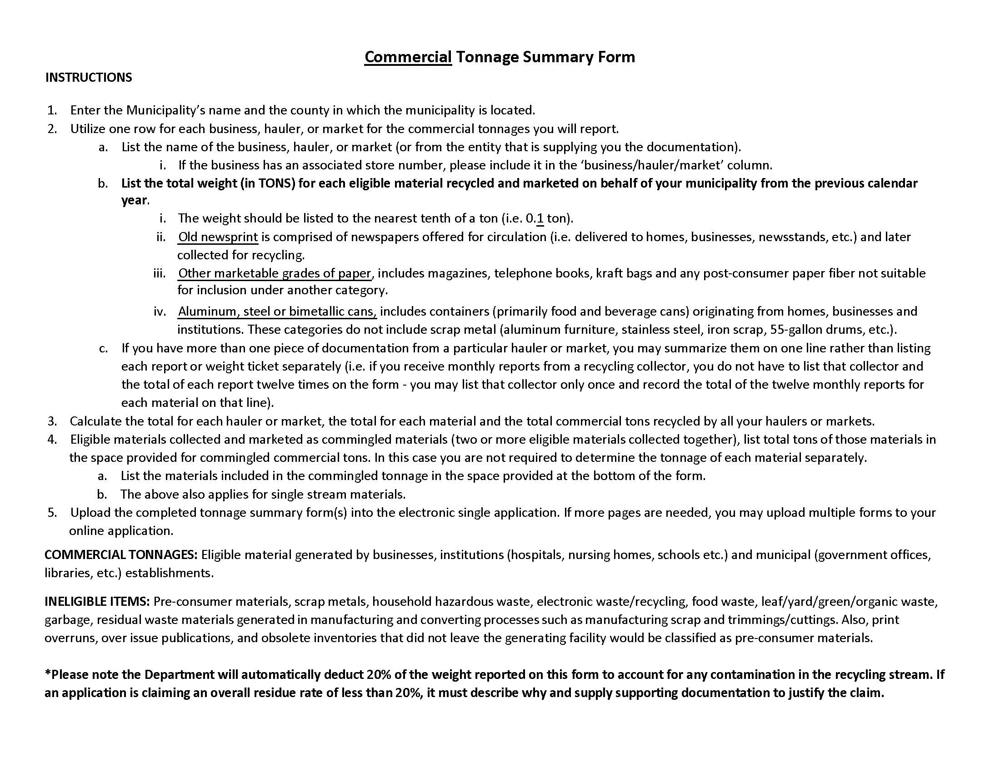 Commercial Tonnage Summary Form
INSTRUCTIONS
1. Enter the Municipality’s name and the county in which the municipality is located.
2. Utilize one row for each business, hauler, or market for the commercial tonnages you will report.
a. List the name of the business, hauler, or market (or from the entity that is supplying you the documentation).
i. If the business has an associated store number, please include it in the ‘business/hauler/market’ column.
b. List the total weight (in TONS) for each eligible material recycled and marketed on behalf of your municipality from the previous calendar
year.
i. The weight should be listed to the nearest tenth of a ton (i.e. 0.1 ton).
ii. Old newsprint is comprised of newspapers offered for circulation (i.e. delivered to homes, businesses, newsstands, etc.) and later
collected for recycling.
iii. Other marketable grades of paper, includes magazines, telephone books, kraft bags and any post-consumer paper fiber not suitable
for inclusion under another category.
iv. Aluminum, steel or bimetallic cans, includes containers (primarily food and beverage cans) originating from homes, businesses and
institutions. These categories do not include scrap metal (aluminum furniture, stainless steel, iron scrap, 55-gallon drums, etc.).
c. If you have more than one piece of documentation from a particular hauler or market, you may summarize them on one line rather than listing
each report or weight ticket separately (i.e. if you receive monthly reports from a recycling collector, you do not have to list that collector and
the total of each report twelve times on the form - you may list that collector only once and record the total of the twelve monthly reports for
each material on that line).
3. Calculate the total for each hauler or market, the total for each material and the total commercial tons recycled by all your haulers or markets.
4. Eligible materials collected and marketed as commingled materials (two or more eligible materials collected together), list total tons of those materials in
the space provided for commingled commercial tons. In this case you are not required to determine the tonnage of each material separately.
a. List the materials included in the commingled tonnage in the space provided at the bottom of the form.
b. The above also applies for single stream materials.
5. Upload the completed tonnage summary form(s) into the electronic single application. If more pages are needed, you may upload multiple forms to your
online application.
COMMERCIAL TONNAGES: Eligible material generated by businesses, institutions (hospitals, nursing homes, schools etc.) and municipal (government offices,
libraries, etc.) establishments.
INELIGIBLE ITEMS: Pre-consumer materials, scrap metals, household hazardous waste, electronic waste/recycling, food waste, leaf/yard/green/organic waste,
garbage, residual waste materials generated in manufacturing and converting processes such as manufacturing scrap and trimmings/cuttings. Also, print
overruns, over issue publications, and obsolete inventories that did not leave the generating facility would be classified as pre-consumer materials.
*Please note the Department will automatically deduct 20% of the weight reported on this form to account for any contamination in the recycling stream. If
an application is claiming an overall residue rate of less than 20%, it must describe why and supply supporting documentation to justify the claim.